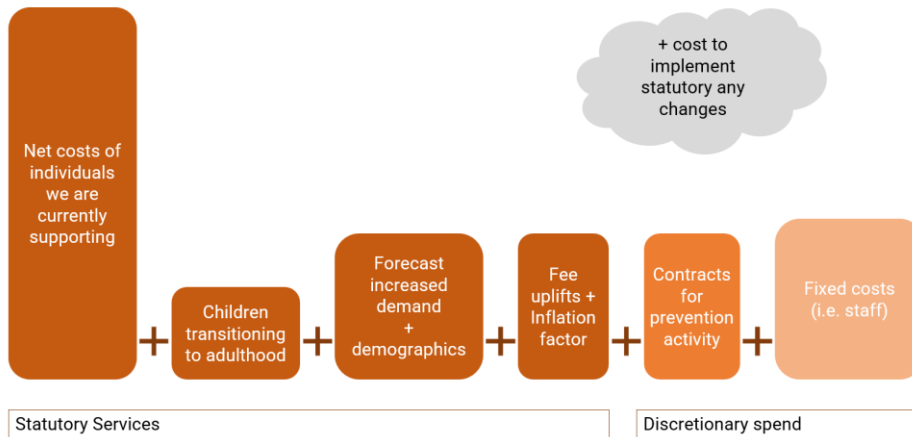 + cost to
implement
statutory any
changes
Net costs of
individuals
we are
currently
supporting
Children
transitioning
to adulthood
Forecast
increased
demand
+
demographics
Fee
uplifts +
Inflation
factor
Contracts
for
prevention
activity
Fixed costs
(i.e. staff)
+
+
+
+
+
Statutory Services
Discretionary spend